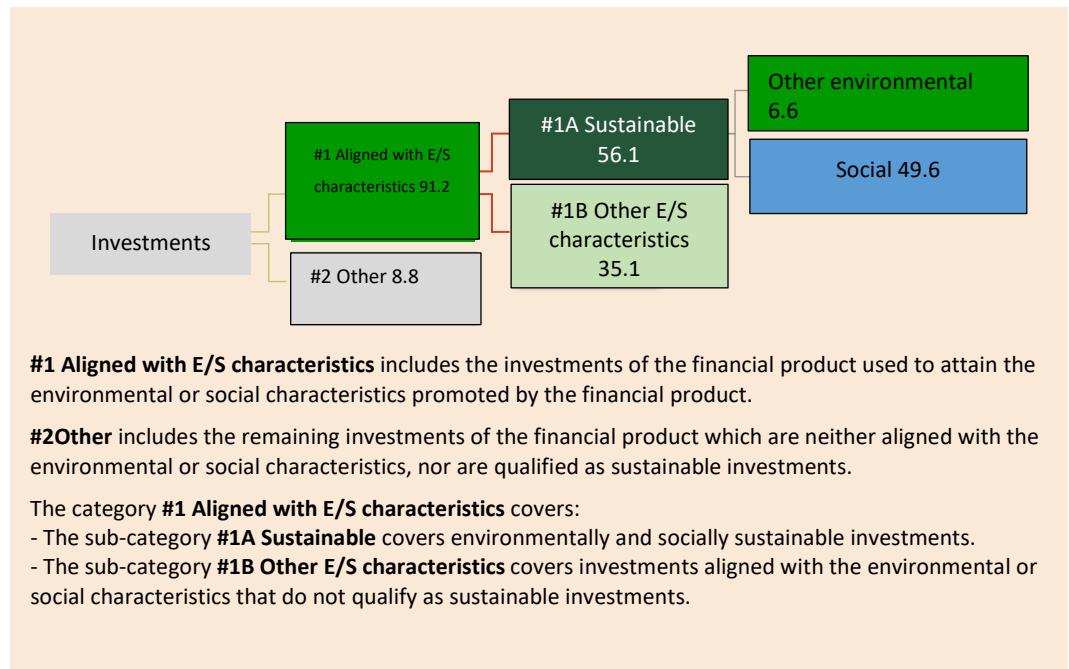 Other environmental
6.6
#1A Sustainable
56.1
#1 Aligned with E/S
characteristics 91.2
Social 49.6
#1B Other E/S
characteristics
35.1
Investments
#2 Other 8.8
#1 Aligned with E/S characteristics includes the investments of the financial product used to attain the
environmental or social characteristics promoted by the financial product.
#2Other includes the remaining investments of the financial product which are neither aligned with the
environmental or social characteristics, nor are qualified as sustainable investments.
The category #1 Aligned with E/S characteristics covers:
- The sub-category #1A Sustainable covers environmentally and socially sustainable investments.
- The sub-category #1B Other E/S characteristics covers investments aligned with the environmental or
social characteristics that do not qualify as sustainable investments.